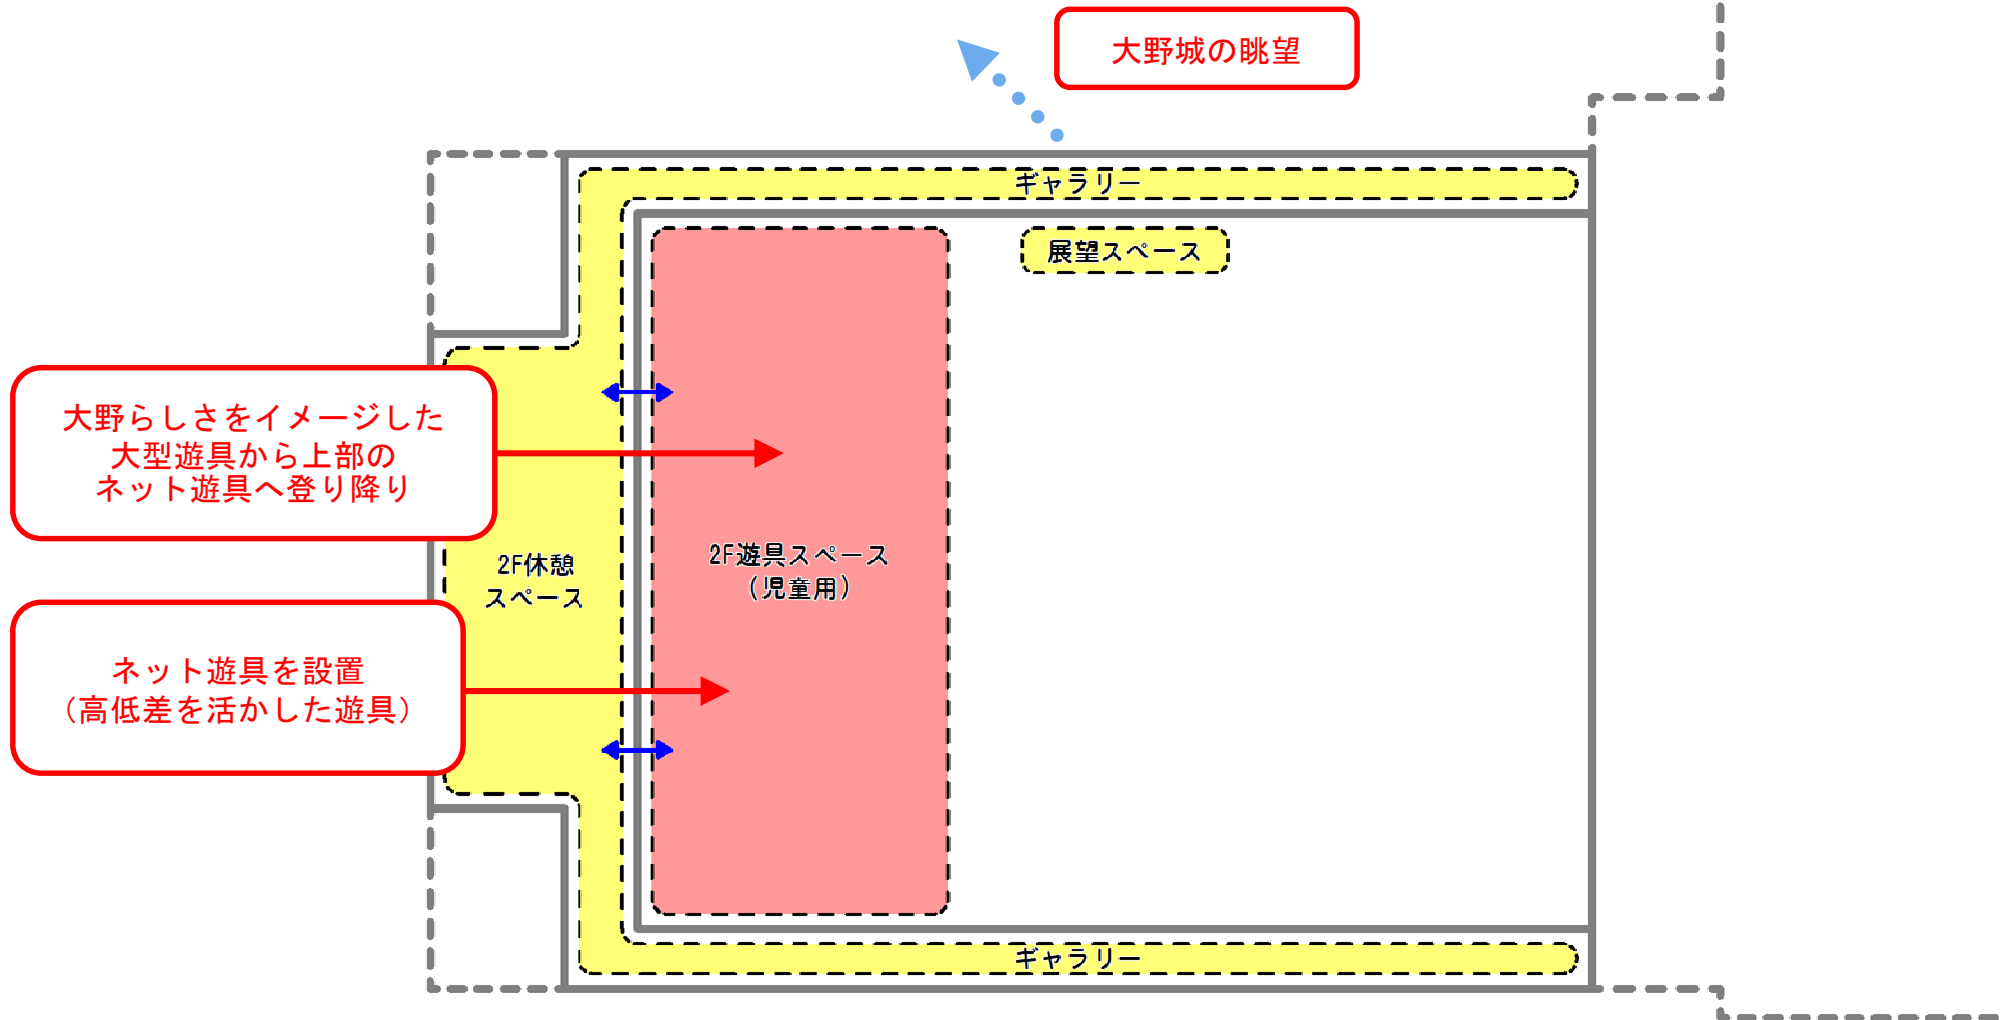 大野城の眺望
ギャラリー
展望スペース
大野らしさをイメージした
大型遊具から上部の
ネット遊具へ登り降り
2F休憩
スペース
2F遊具スペース
（児童用）
ネット遊具を設置
（高低差を活かした遊具）
ギャラリー